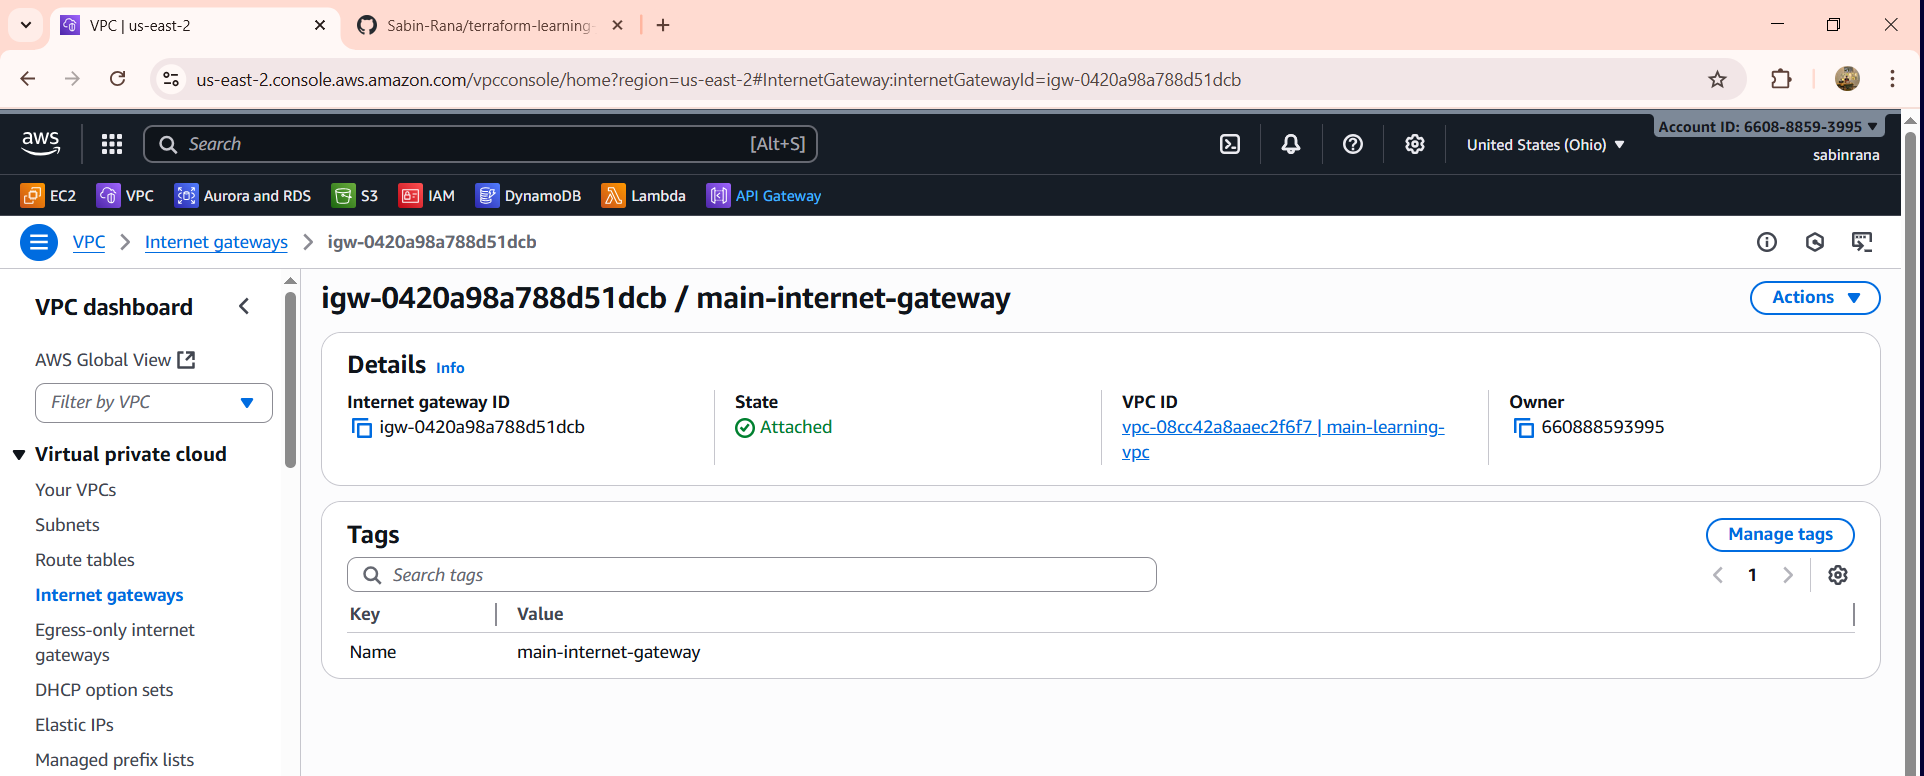 VPC | us-east-2
Sabin-Rana/terraform-learning-
us-east-2.console.aws.amazon.com/vpcconsole/home?region=us-east-2#InternetGateway:internetGatewayId=igw-0420a98a788d51dcb
aws
Search [Alt+S]
United States (Ohio)
Account ID: 6608-8859-3995
sabinrana
EC2 VPC Aurora and RDS S3 IAM DynamoDB Lambda API Gateway
VPC Internet gateways igw-0420a98a788d51dcb
VPC dashboard
AWS Global View
Filter by VPC
Virtual private cloud
Your VPCs
Subnets
Route tables
Internet gateways
Egress-only internet
gateways
DHCP option sets
Elastic IPs
Managed prefix lists
igw-0420a98a788d51dcb / main-internet-gateway
Actions
Details Info
Internet gateway ID
igw-0420a98a788d51dcb
State
Attached
VPC ID
vpc-08cc42a8aaec2f6f7 | main-learning-
vpc
Owner
660888593995
Tags
Manage tags
Search tags
1
Key Value
Name main-internet-gateway